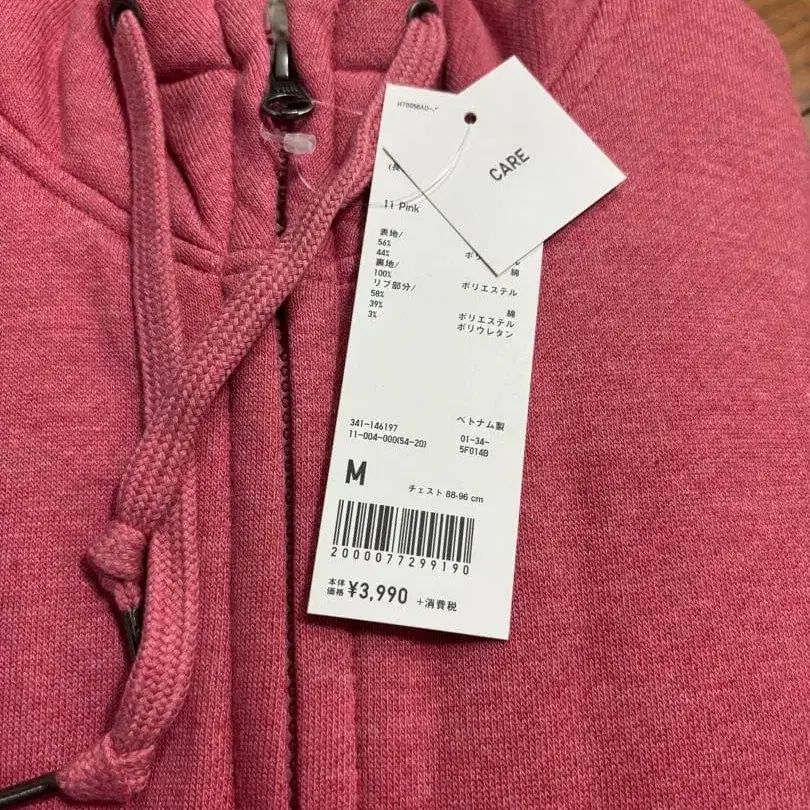 CARE
(長
11 Pink
表地/
56%
44% 綿
裏地/
100% ポリエステル
リブ部分/
58% 綿
39% ポリエステル
3% ポリウレタン
341-146197 ベトナム製
11-004-000(54-20) 01-34-
5F014B
M チェスト 88-96 cm
2000077299190
本体
価格 ¥3,990 +消費税